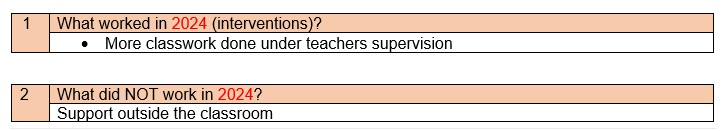 1 What worked in 2024 (interventions)?
• More classwork done under teachers supervision
2 What did NOT work in 2024?
Support outside the classroom